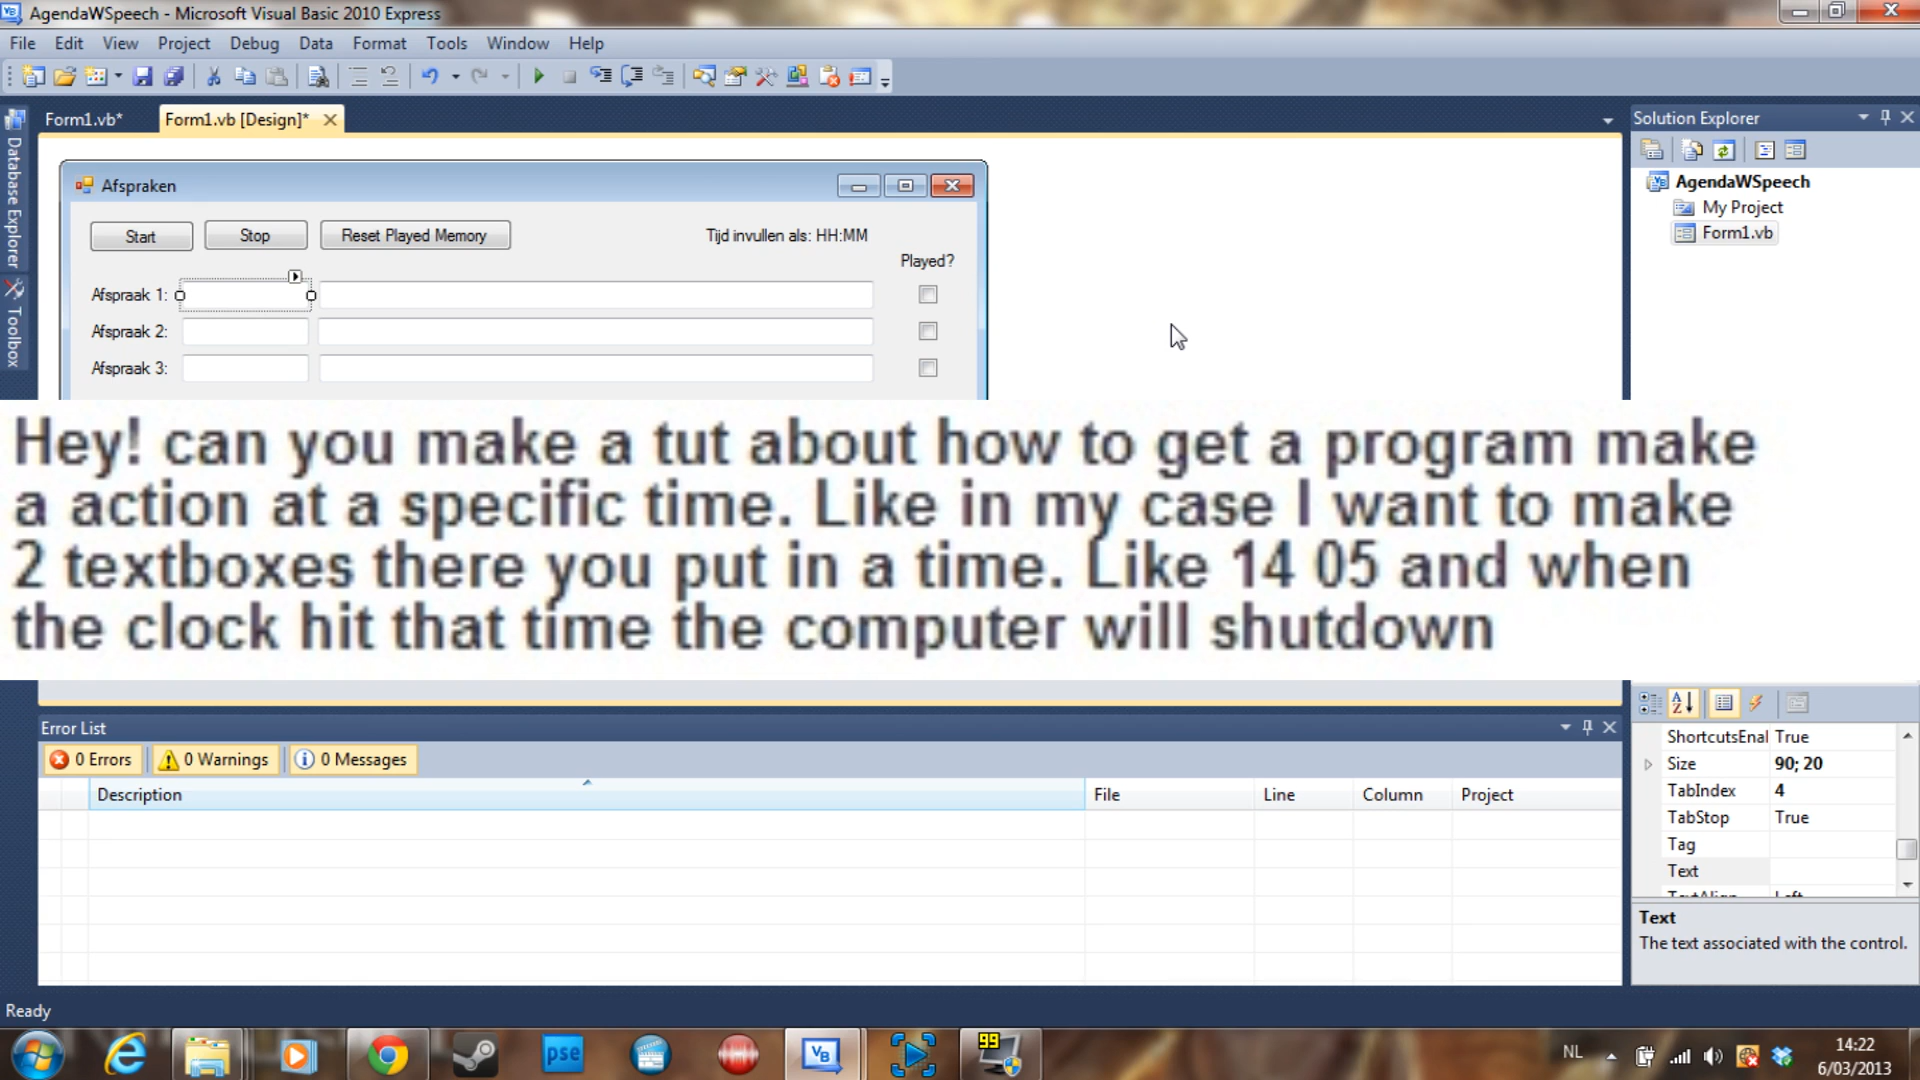 AgendaWSpeech - Microsoft Visual Basic 2010 Express
File Edit View Project Debug Data Format Tools Window Help
Form1.vb* Form1.vb [Design]*
Solution Explorer
Database Explorer
Toolbox
AgendaWSpeech
My Project
Form1.vb
Afspraken
Start Stop Reset Played Memory Tijd invullen als: HH:MM
Played?
Afspraak 1:
Afspraak 2:
Afspraak 3:
Hey! can you make a tut about how to get a program make
a action at a specific time. Like in my case I want to make
2 textboxes there you put in a time. Like 14 05 and when
the clock hit that time the computer will shutdown
Error List
0 Errors 0 Warnings 0 Messages
Description File Line Column Project
ShortcutsEnal True
Size 90; 20
TabIndex 4
TabStop True
Tag
Text
TextAlign Left
Text
The text associated with the control.
Ready
pse
VB
99
NL
14:22
6/03/2013